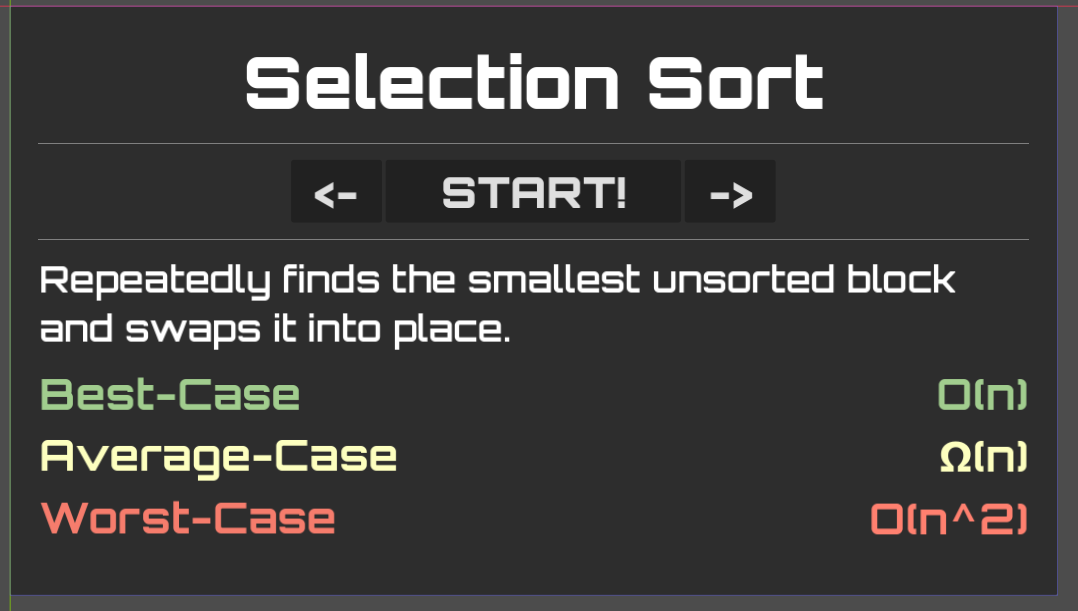 Selection Sort
<- START! ->
Repeatedly finds the smallest unsorted block
and swaps it into place.
Best-Case O(n)
Average-Case Ω(n)
Worst-Case O(n^2)